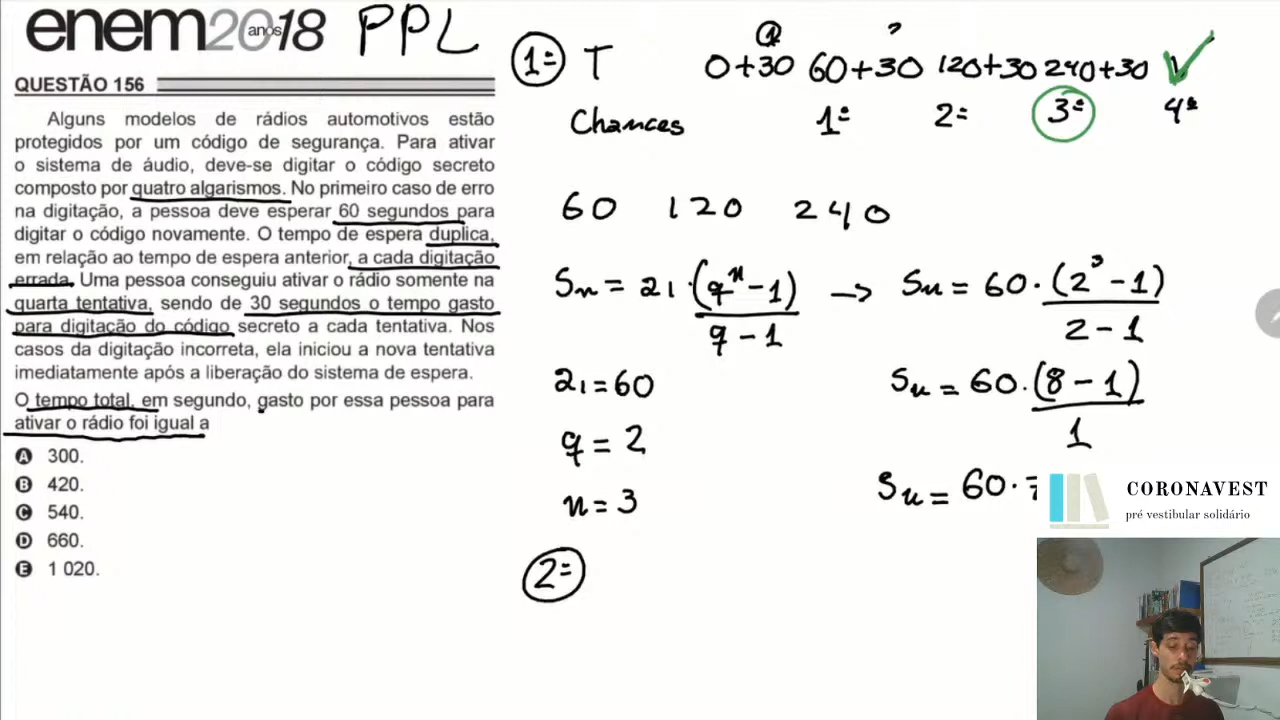 enem2018 PPL
anos
QUESTÃO 156
Alguns modelos de rádios automotivos estão
protegidos por um código de segurança. Para ativar
o sistema de áudio, deve-se digitar o código secreto
composto por quatro algarismos. No primeiro caso de erro
na digitação, a pessoa deve esperar 60 segundos para
digitar o código novamente. O tempo de espera duplica,
em relação ao tempo de espera anterior, a cada digitação
errada. Uma pessoa conseguiu ativar o rádio somente na
quarta tentativa, sendo de 30 segundos o tempo gasto
para digitação do código secreto a cada tentativa. Nos
casos da digitação incorreta, ela iniciou a nova tentativa
imediatamente após a liberação do sistema de espera.
O tempo total, em segundo, gasto por essa pessoa para
ativar o rádio foi igual a
A 300.
B 420.
C 540.
D 660.
E 1 020.
1º T 0+30 60+30 120+30 240+30
Chances 1º 2º 3º 4º
60 120 240
Sn = a1 · (qⁿ - 1) / q - 1 → Sn = 60 · (2³ - 1) / 2 - 1
a1 = 60 Sn = 60 · (8 - 1) / 1
q = 2
n = 3 Sn = 60 · 7
2º
CORONAVEST
pré vestibular solidário